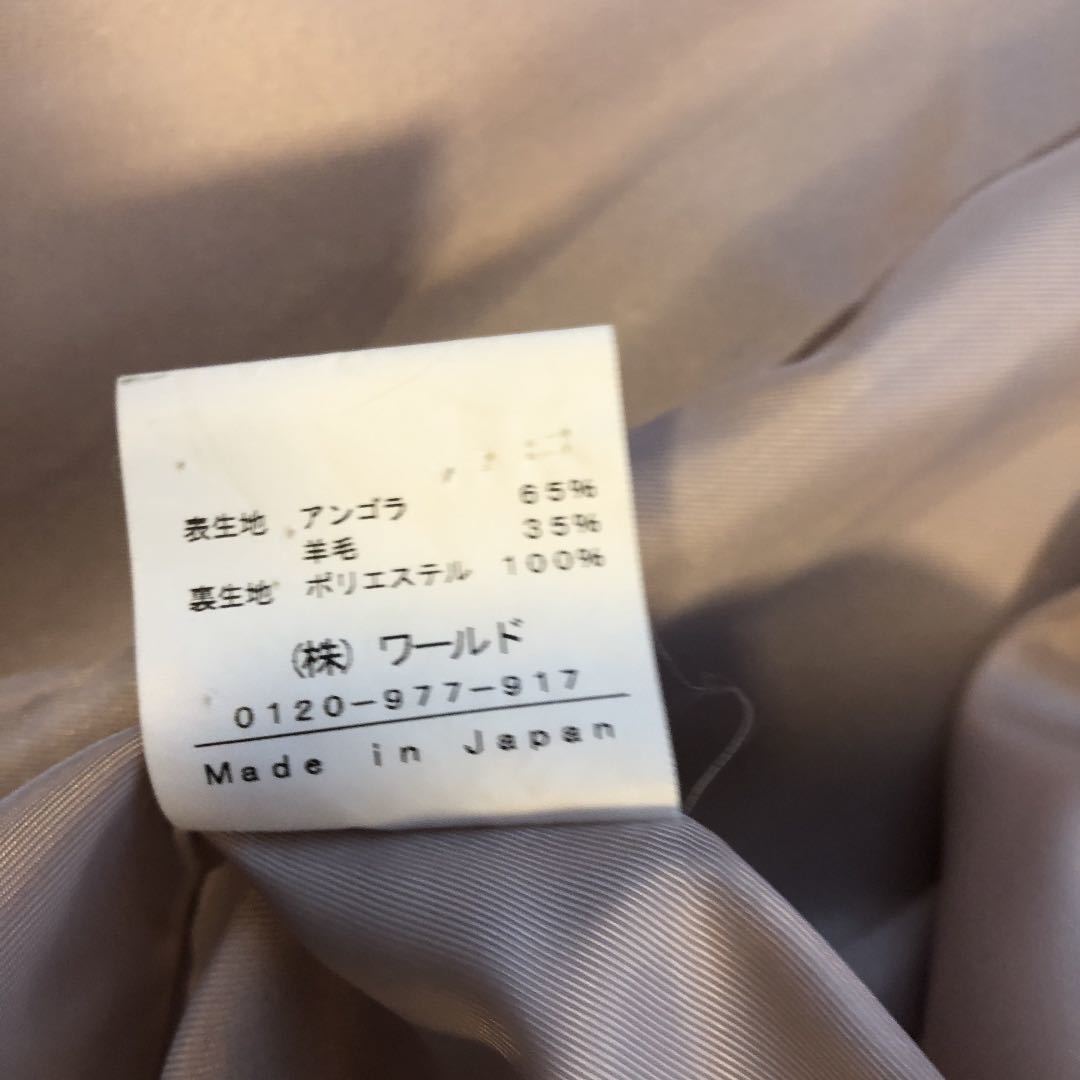 表生地 アンゴラ 65%
羊毛 35%
裏生地 ポリエステル 100%
(株)ワールド
0120-977-917
Made in Japan